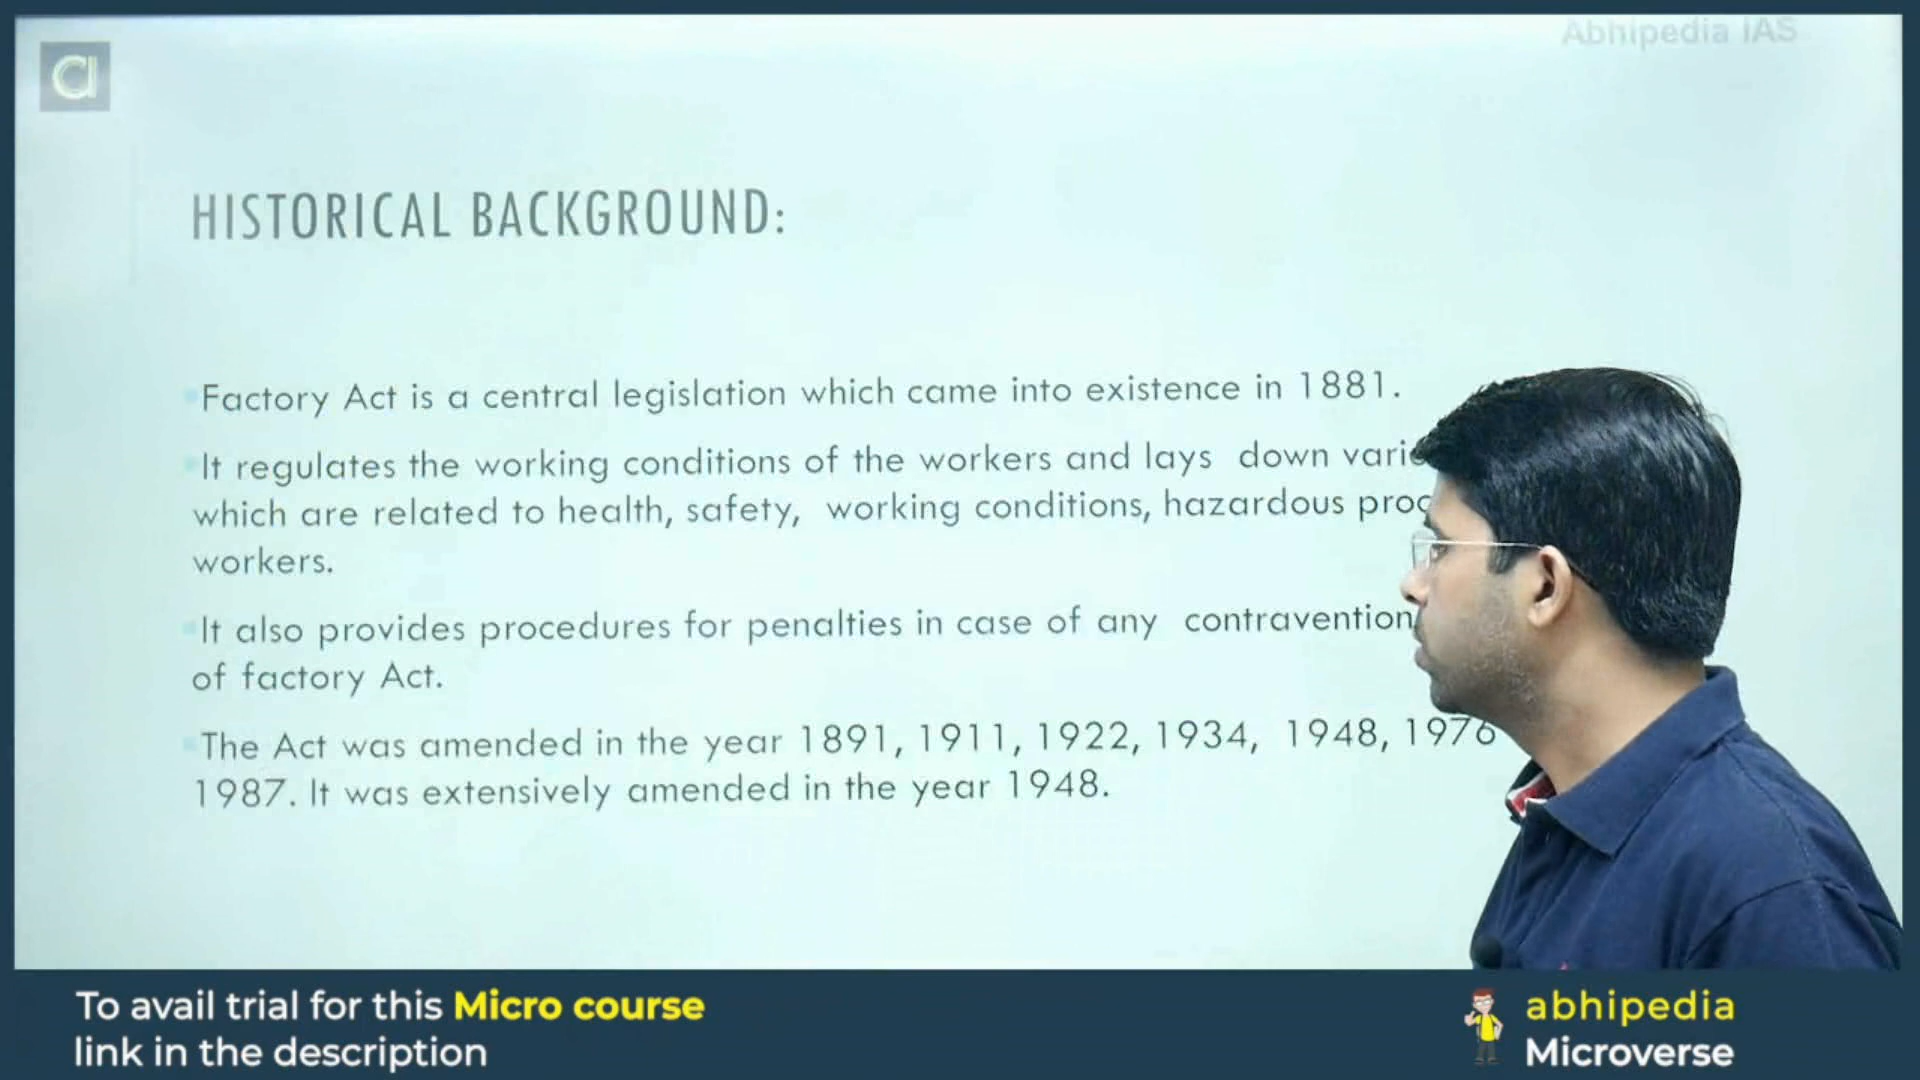 Abhipedia IAS
HISTORICAL BACKGROUND:
Factory Act is a central legislation which came into existence in 1881.
It regulates the working conditions of the workers and lays down
which are related to health, safety, working conditions, hazardous
workers.
It also provides procedures for penalties in case of any contravention
of factory Act.
The Act was amended in the year 1891, 1911, 1922, 1934, 1948, 1976
1987. It was extensively amended in the year 1948.
To avail trial for this Micro course
link in the description
abhipedia
Microverse